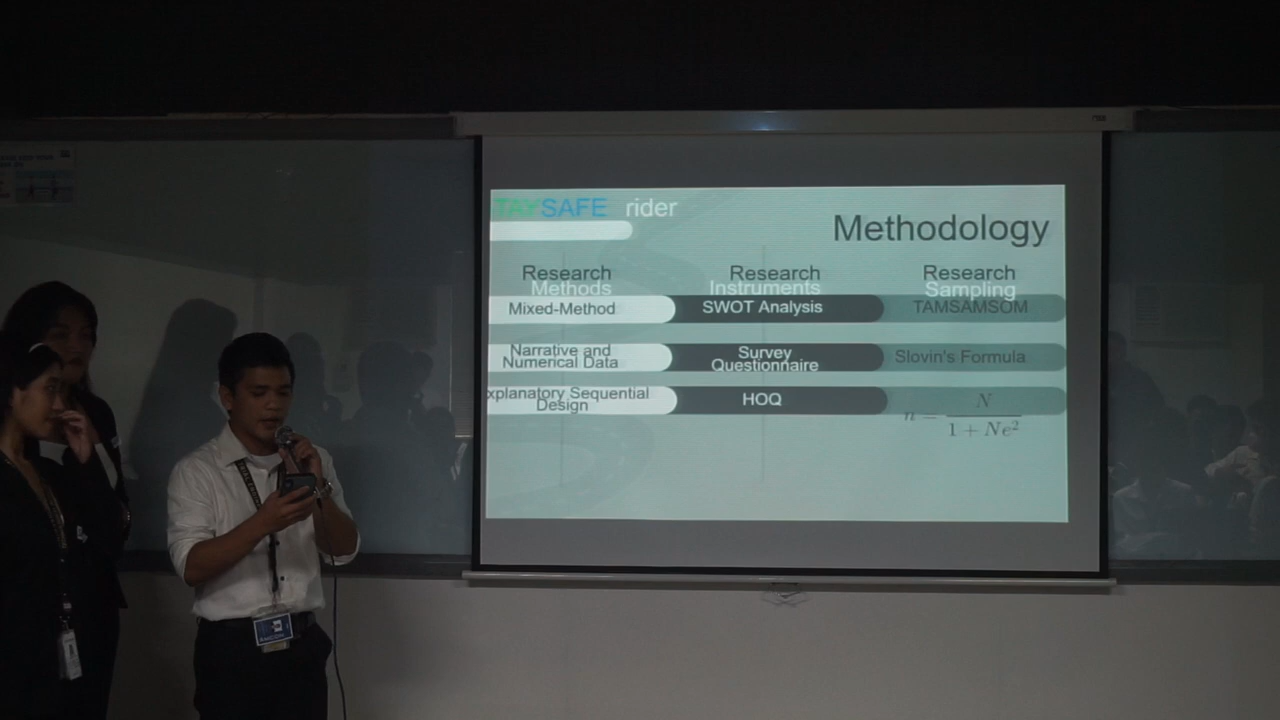 TAYSAFE rider
Methodology
Research
Methods
Mixed-Method
Narrative and
Numerical Data
xplanatory Sequential
Design
Research
Instruments
SWOT Analysis
Survey
Questionnaire
HOQ
Research
Sampling
TAMSAMSOM
Slovin's Formula
n = N / 1 + Ne²